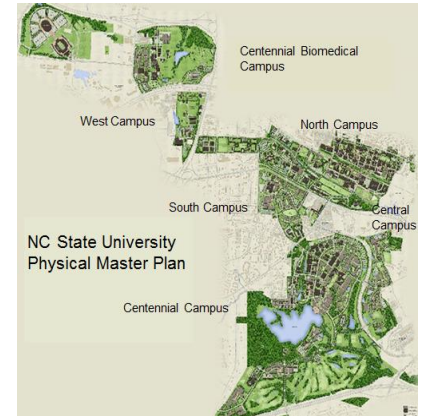 Centennial Biomedical
Campus
West Campus
North Campus
South Campus
Central
Campus
NC State University
Physical Master Plan
Centennial Campus